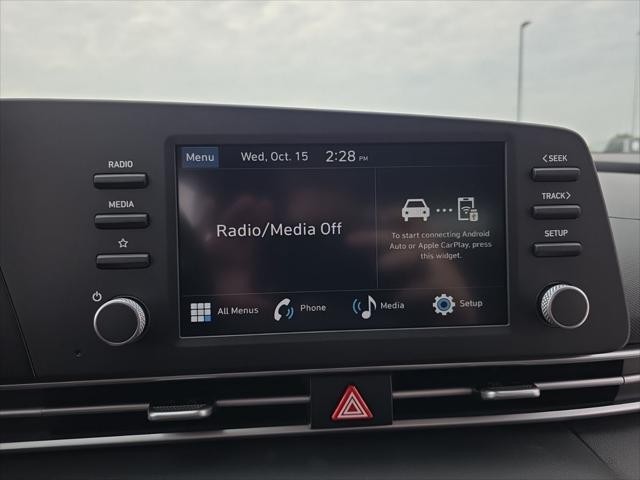 RADIO
MEDIA
Menu Wed, Oct. 15 2:28 PM
Radio/Media Off
To start connecting Android
Auto or Apple CarPlay, press
this widget.
All Menus Phone Media Setup
<SEEK
TRACK>
SETUP